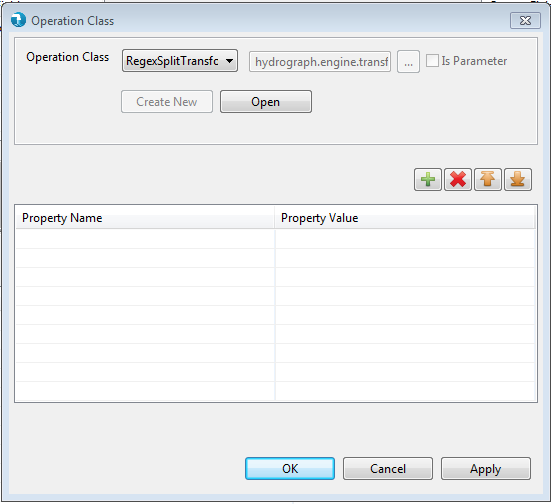 Operation Class
Operation Class RegexSplitTransfc hydrograph.engine.transf ... Is Parameter
Create New Open
Property Name Property Value
OK Cancel Apply